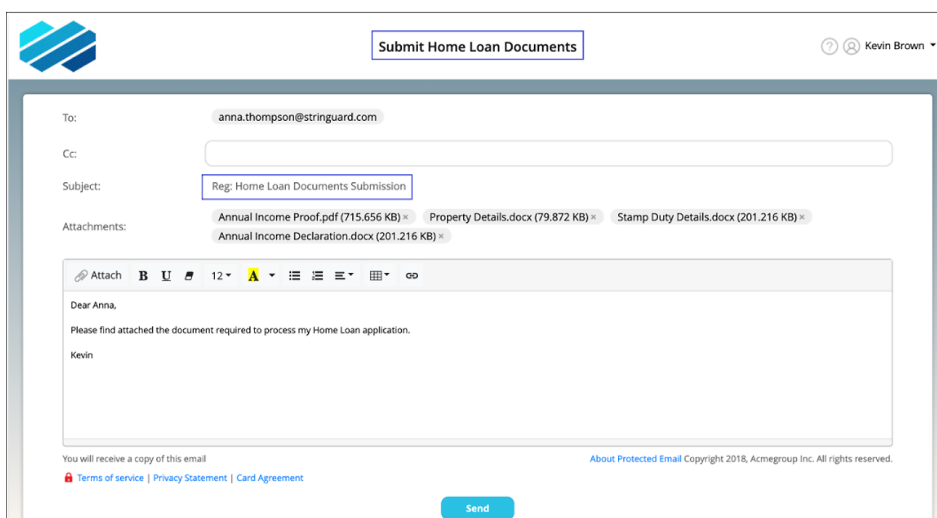 Submit Home Loan Documents
Kevin Brown
To:
anna.thompson@stringuard.com
Cc:
Subject:
Reg: Home Loan Documents Submission
Attachments:
Annual Income Proof.pdf (715.656 KB) ×
Property Details.docx (79.872 KB) ×
Stamp Duty Details.docx (201.216 KB) ×
Annual Income Declaration.docx (201.216 KB) ×
Attach B U 12 A
Dear Anna,
Please find attached the document required to process my Home Loan application.
Kevin
You will receive a copy of this email
About Protected Email Copyright 2018, Acmegroup Inc. All rights reserved.
Terms of service | Privacy Statement | Card Agreement
Send